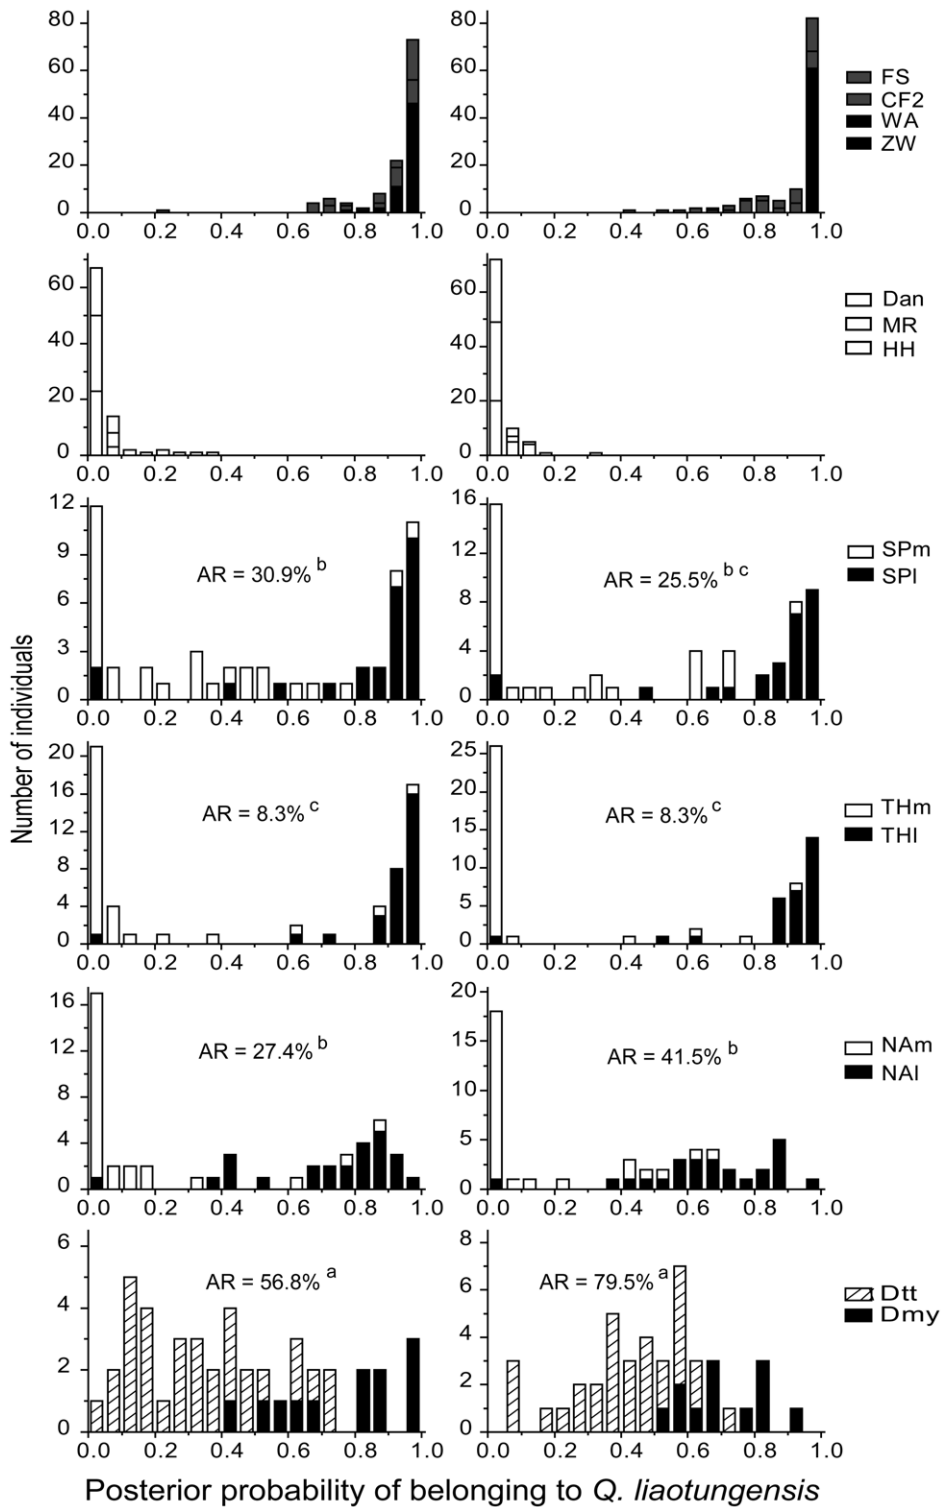 80
60
40
20
0
0.0 0.2 0.4 0.6 0.8 1.0
80
60
40
20
0
0.0 0.2 0.4 0.6 0.8 1.0
FS
CF2
WA
ZW
60
40
20
0
0.0 0.2 0.4 0.6 0.8 1.0
60
40
20
0
0.0 0.2 0.4 0.6 0.8 1.0
Dan
MR
HH
Number of individuals
12
9
6
3
0
AR = 30.9% b
0.0 0.2 0.4 0.6 0.8 1.0
16
12
8
4
0
AR = 25.5% b c
0.0 0.2 0.4 0.6 0.8 1.0
SPm
SPl
20
16
12
8
4
0
AR = 8.3% c
0.0 0.2 0.4 0.6 0.8 1.0
25
20
15
10
5
0
AR = 8.3% c
0.0 0.2 0.4 0.6 0.8 1.0
THm
THl
16
12
8
4
0
AR = 27.4% b
0.0 0.2 0.4 0.6 0.8 1.0
20
15
10
5
0
AR = 41.5% b
0.0 0.2 0.4 0.6 0.8 1.0
NAm
NAl
6
4
2
0
AR = 56.8% a
0.0 0.2 0.4 0.6 0.8 1.0
8
6
4
2
0
AR = 79.5% a
0.0 0.2 0.4 0.6 0.8 1.0
Dtt
Dmy
Posterior probability of belonging to Q. liaotungensis